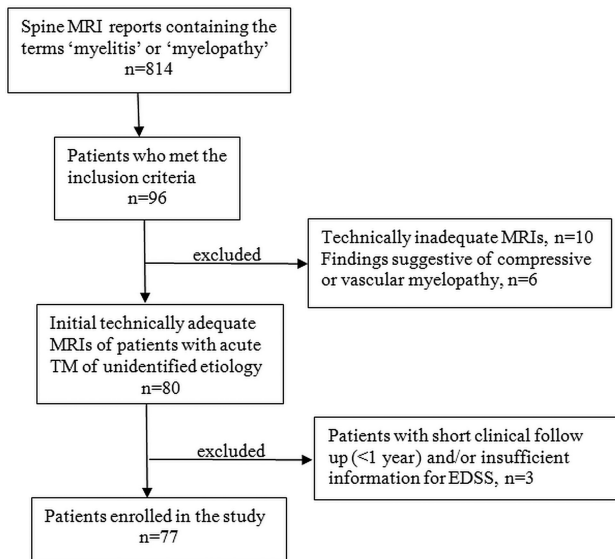 Spine MRI reports containing the
terms ‘myelitis’ or ‘myelopathy’
n=814
Patients who met the
inclusion criteria
n=96
excluded
Technically inadequate MRIs, n=10
Findings suggestive of compressive
or vascular myelopathy, n=6
Initial technically adequate
MRIs of patients with acute
TM of unidentified etiology
n=80
excluded
Patients with short clinical follow
up (<1 year) and/or insufficient
information for EDSS, n=3
Patients enrolled in the study
n=77